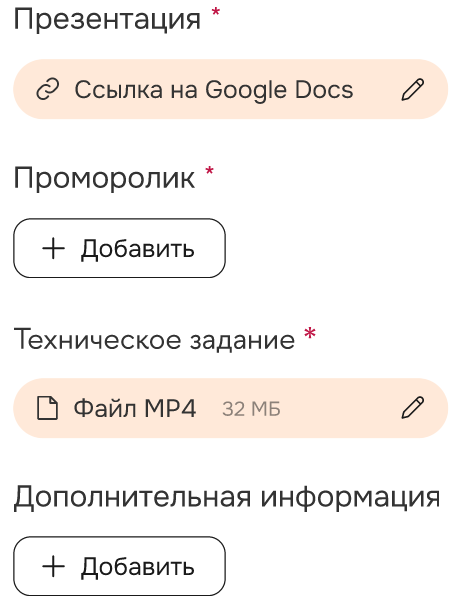 Презентация *
Ссылка на Google Docs
Проморолик *
+ Добавить
Техническое задание *
Файл MP4 32 МБ
Дополнительная информация
+ Добавить